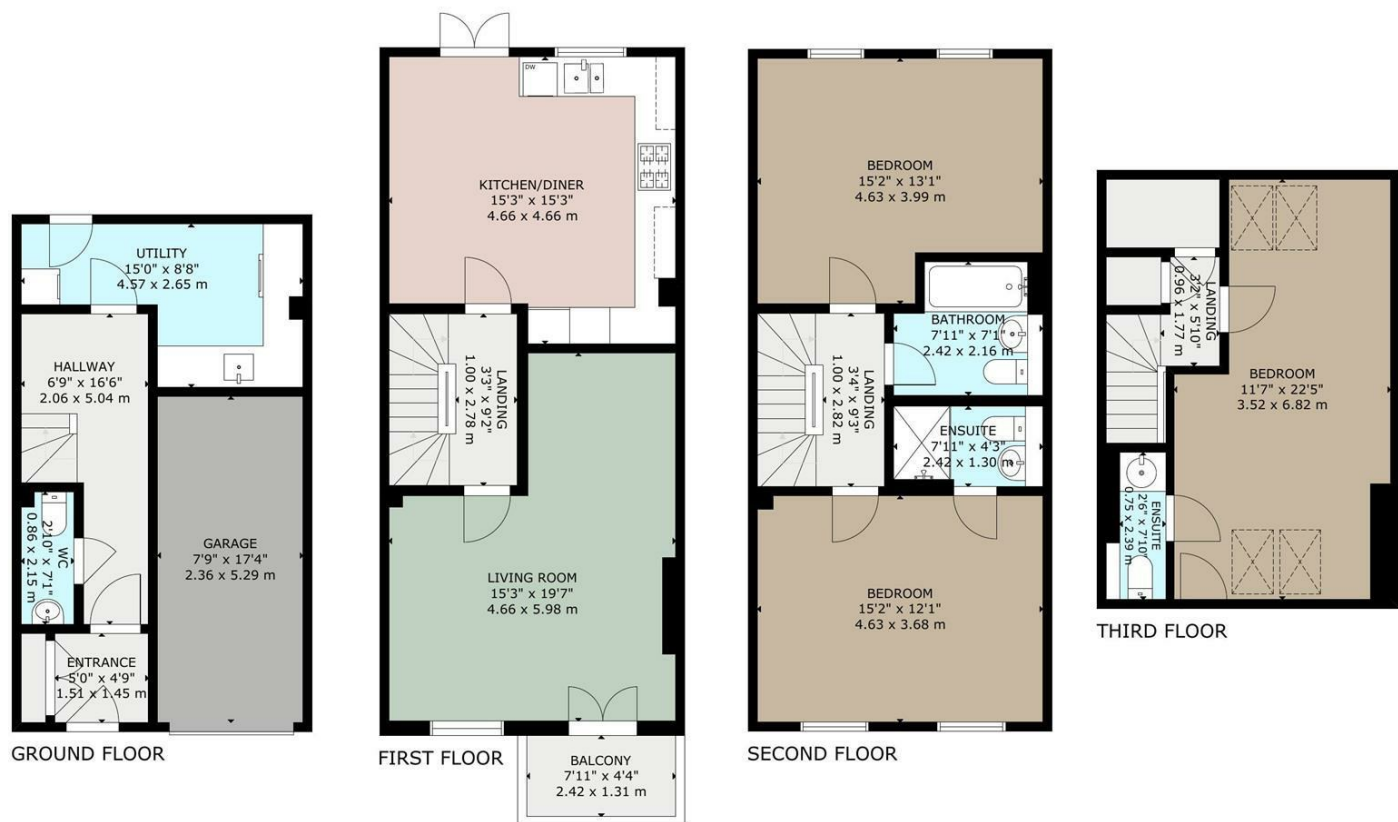 UTILITY
15'0" x 8'8"
4.57 x 2.65 m
HALLWAY
6'9" x 16'6"
2.06 x 5.04 m
WC
2'10" x 7'1"
0.86 x 2.15 m
GARAGE
7'9" x 17'4"
2.36 x 5.29 m
ENTRANCE
5'0" x 4'9"
1.51 x 1.45 m
GROUND FLOOR
DW
KITCHEN/DINER
15'3" x 15'3"
4.66 x 4.66 m
LANDING
3'3" x 9'2"
1.00 x 2.78 m
LIVING ROOM
15'3" x 19'7"
4.66 x 5.98 m
BALCONY
7'11" x 4'4"
2.42 x 1.31 m
FIRST FLOOR
BEDROOM
15'2" x 13'1"
4.63 x 3.99 m
BATHROOM
7'11" x 7'1"
2.42 x 2.16 m
LANDING
3'4" x 9'3"
1.00 x 2.82 m
ENSUITE
7'11" x 4'3"
2.42 x 1.30 m
BEDROOM
15'2" x 12'1"
4.63 x 3.68 m
SECOND FLOOR
LANDING
3'2" x 5'10"
0.96 x 1.77 m
BEDROOM
11'7" x 22'5"
3.52 x 6.82 m
ENSUITE
2'6" x 7'10"
0.75 x 2.39 m
THIRD FLOOR